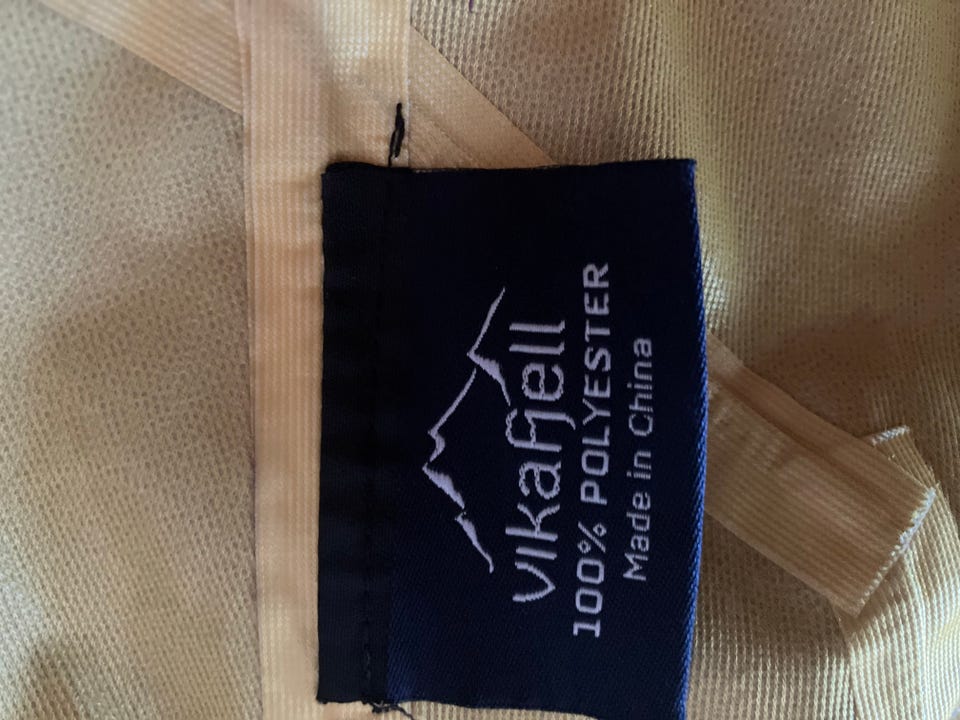 vikafjell
100% POLYESTER
Made in China